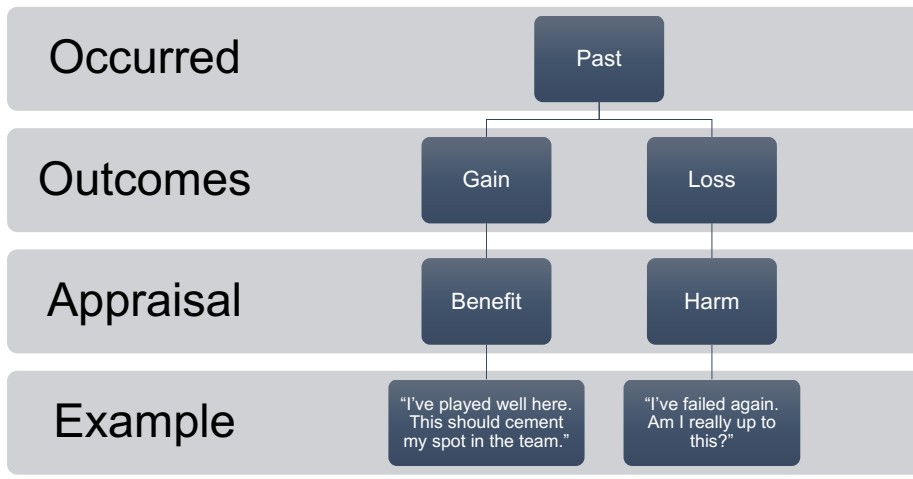 Occurred
Past
Outcomes
Gain
Loss
Appraisal
Benefit
Harm
Example
“I’ve played well here.
This should cement
my spot in the team.”
“I’ve failed again.
Am I really up to
this?”